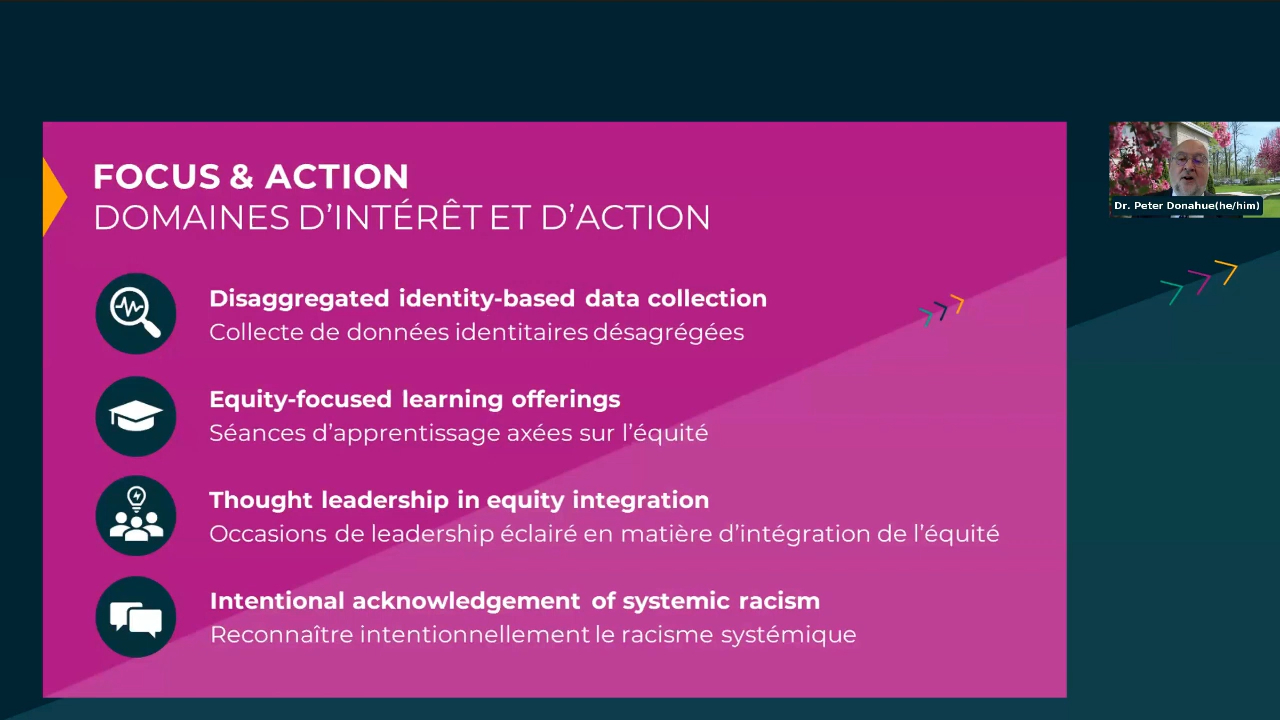 FOCUS & ACTION
DOMAINES D'INTÉRÊT ET D'ACTION
Disaggregated identity-based data collection
Collecte de données identitaires désagrégées
Equity-focused learning offerings
Séances d'apprentissage axées sur l'équité
Thought leadership in equity integration
Occasions de leadership éclairé en matière d'intégration de l'équité
Intentional acknowledgement of systemic racism
Reconnaître intentionnellement le racisme systémique
Dr. Peter Donahue(he/him)